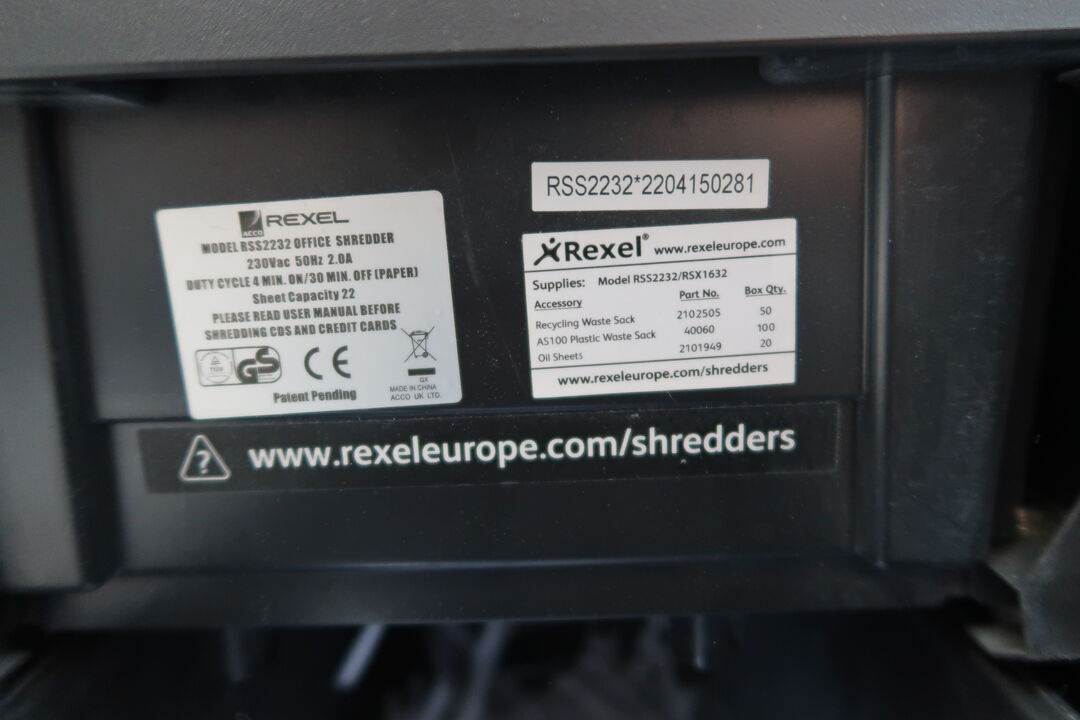 ACCO
REXEL
MODEL RSS2232 OFFICE SHREDDER
230Vac 50Hz 2.0A
DUTY CYCLE 4 MIN. ON/30 MIN. OFF (PAPER)
Sheet Capacity 22
PLEASE READ USER MANUAL BEFORE
SHREDDING CDS AND CREDIT CARDS
GS CE
GX
MADE IN CHINA
ACCO UK LTD.
Patent Pending
RSS2232*2204150281
Rexel® www.rexeleurope.com
Supplies: Model RSS2232/RSX1632
Accessory Part No. Box Qty.
Recycling Waste Sack 2102505 50
AS100 Plastic Waste Sack 40060 100
Oil Sheets 2101949 20
www.rexeleurope.com/shredders
? www.rexeleurope.com/shredders